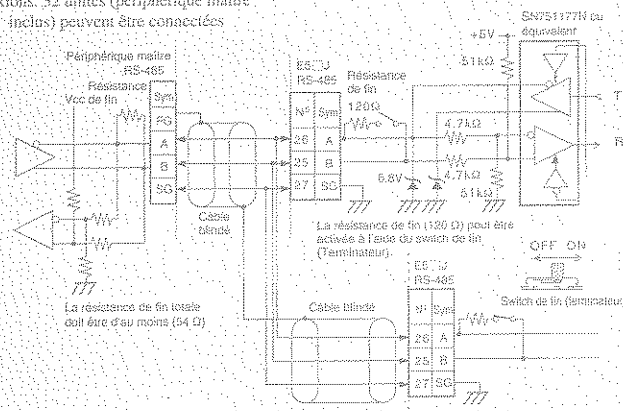 32 unités (périphérique maître
inclus) peuvent être connectées
SN751177N ou
équivalent
+5V
51kΩ
Périphérique maître
RS-485
Résistance
Vcc de fin
Sym
FG
A
B
SG
Câble
blindé
RS-485
Nº Sym
26 A
25 B
27 SG
Résistance
de fin
120Ω
4.7kΩ
4.7kΩ
6.8V
51kΩ
T
R
La résistance de fin (120 Ω) peut être
activée à l'aide du switch de fin
(Terminateur).
OFF ON
Switch de fin (terminateur
La résistance de fin totale
doit être d'au moins (54 Ω)
Câble blindé
RS-485
Nº Sym
26 A
25 B
27 SG